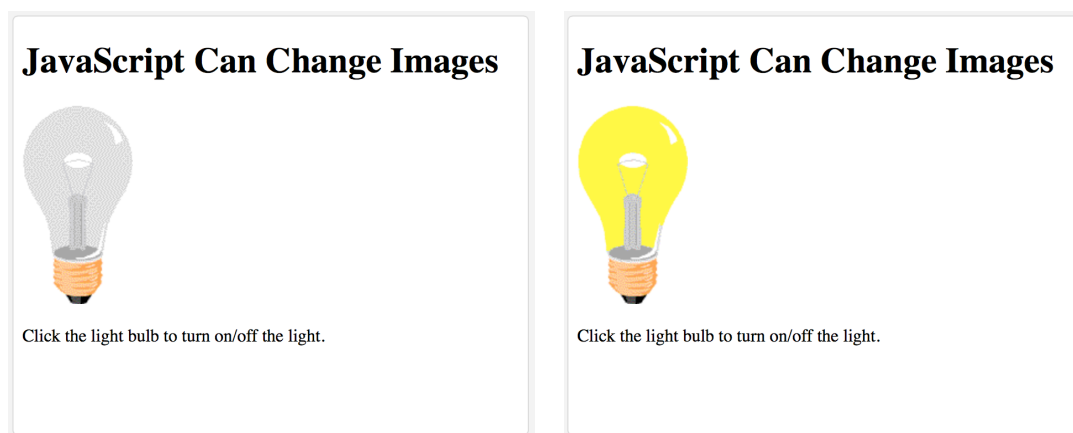 JavaScript Can Change Images
Click the light bulb to turn on/off the light.
JavaScript Can Change Images
Click the light bulb to turn on/off the light.